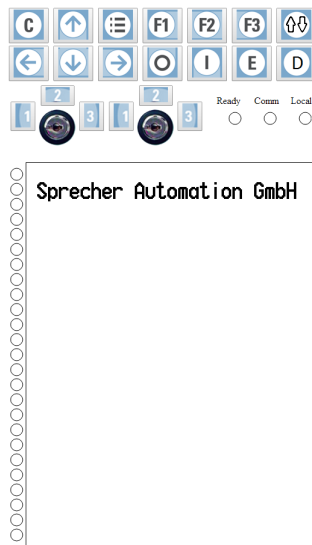 C F1 F2 F3
O I E D
2 2
1 3 1 3
Ready Comm Local
Sprecher Automation GmbH